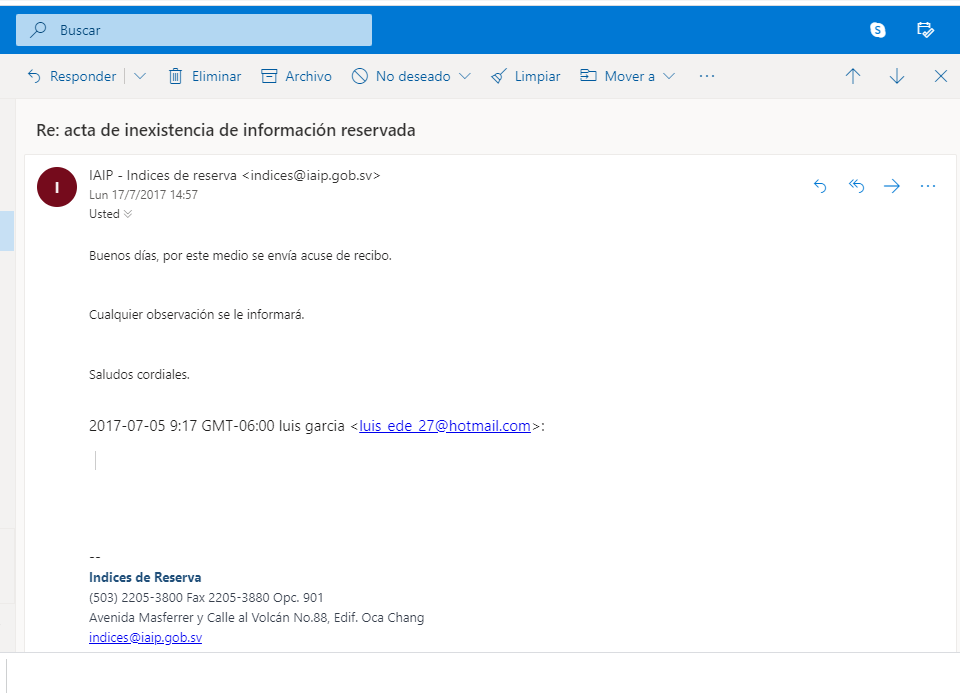 Buscar
Responder
Eliminar
Archivo
No deseado
Limpiar
Mover a
Re: acta de inexistencia de información reservada
I
IAIP - Indices de reserva <indices@iaip.gob.sv>
Lun 17/7/2017 14:57
Usted
Buenos días, por este medio se envía acuse de recibo.
Cualquier observación se le informará.
Saludos cordiales.
2017-07-05 9:17 GMT-06:00 luis garcia <luis_ede_27@hotmail.com>:
--
Indices de Reserva
(503) 2205-3800 Fax 2205-3880 Opc. 901
Avenida Masferrer y Calle al Volcán No.88, Edif. Oca Chang
indices@iaip.gob.sv